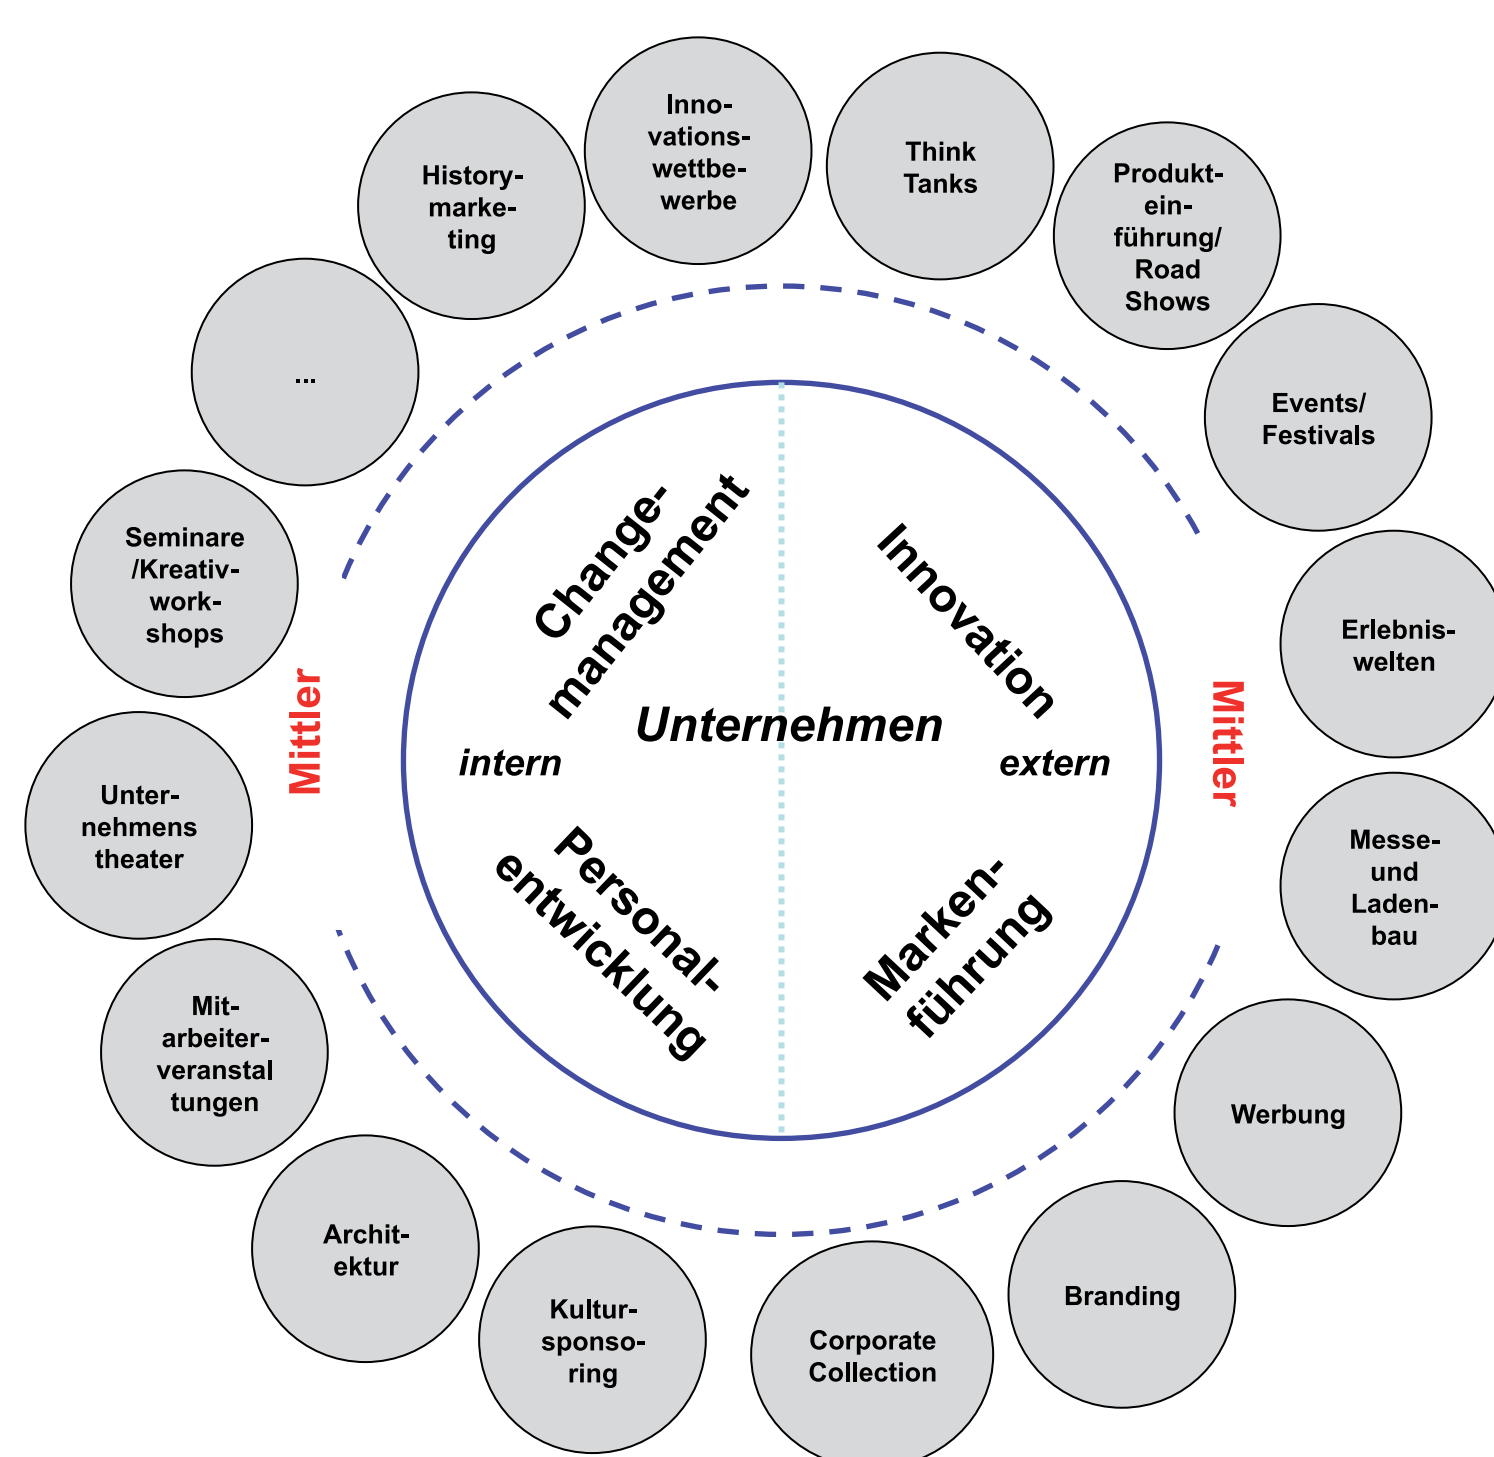 Inno-
vations-
wettbe-
werbe
Think
Tanks
Produkt-
ein-
führung/
Road
Shows
Events/
Festivals
Erlebnis-
welten
Messe-
und
Laden-
bau
Werbung
Branding
Corporate
Collection
Kultur-
sponso-
ring
Archit-
ektur
Mit-
arbeiter-
veranstal
tungen
Unter-
nehmens
theater
Seminare
/Kreativ-
work-
shops
...
History-
marke-
ting
Mittler
Change-
management
Innovation
Unternehmen
intern
extern
Personal-
entwicklung
Marken-
führung
Mittler